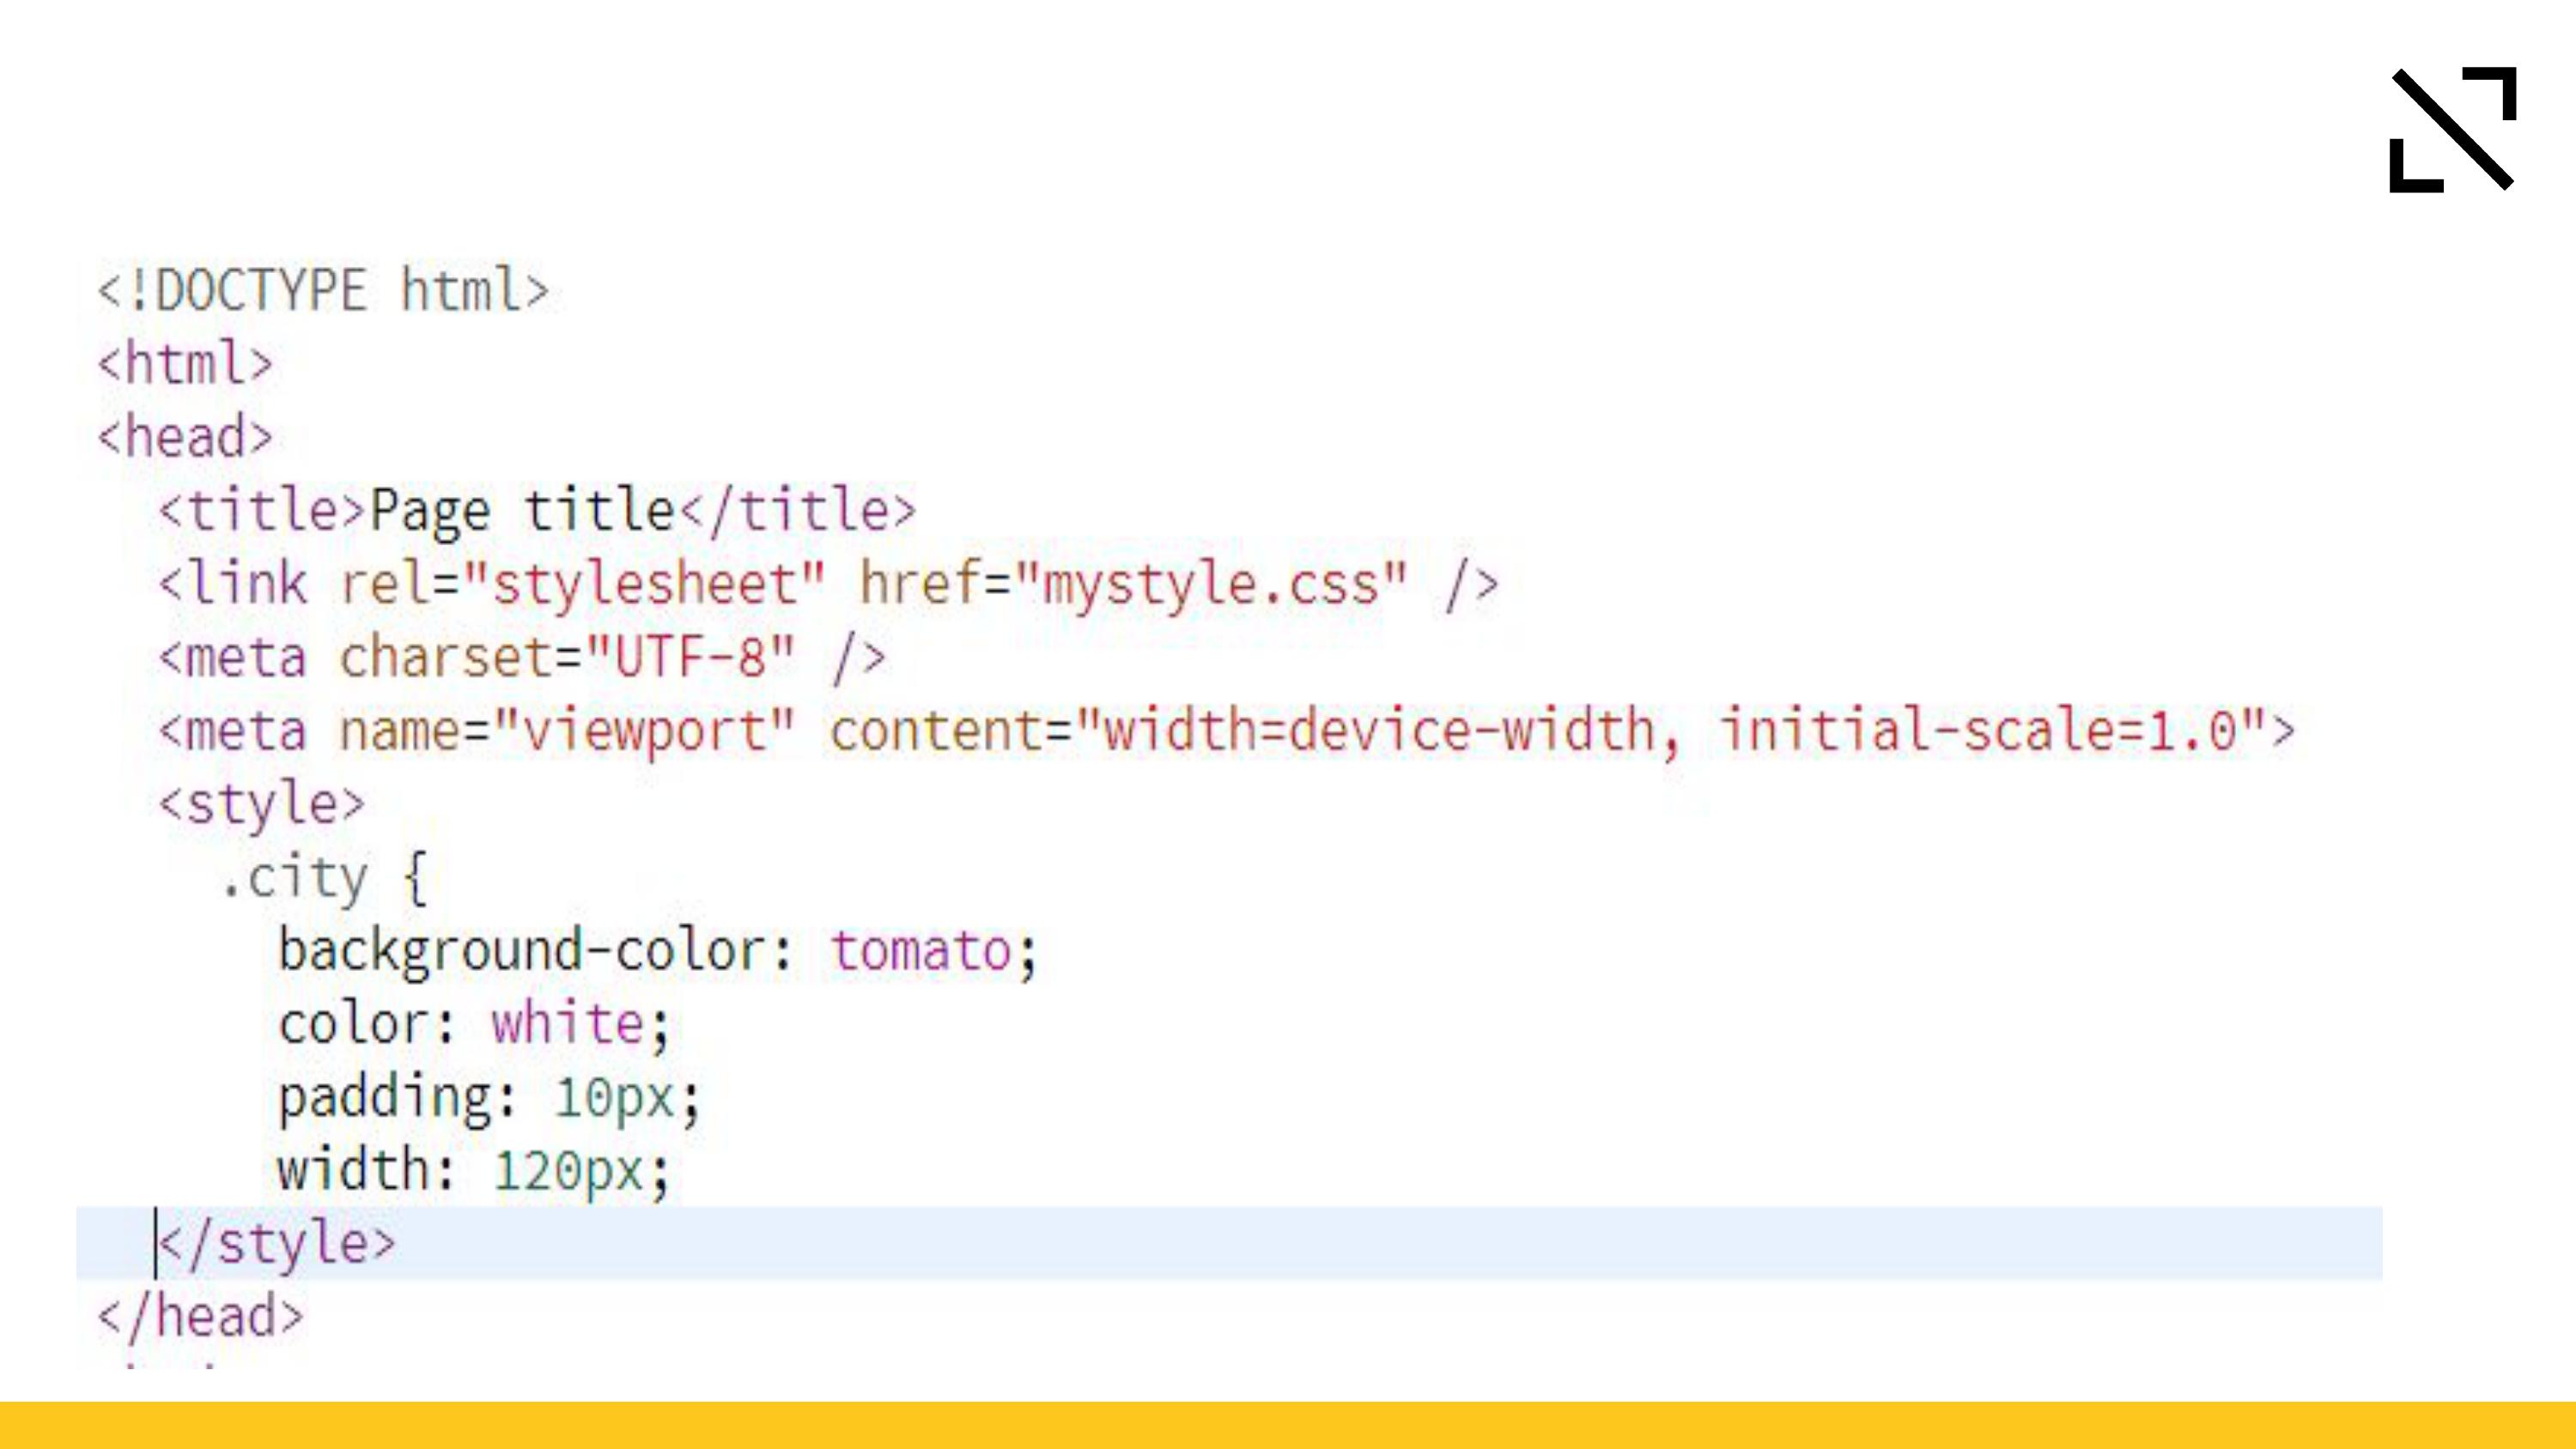 <!DOCTYPE html>
<html>
<head>
<title>Page title</title>
<link rel="stylesheet" href="mystyle.css" />
<meta charset="UTF-8" />
<meta name="viewport" content="width=device-width, initial-scale=1.0">
<style>
.city {
background-color: tomato;
color: white;
padding: 10px;
width: 120px;
</style>
</head>